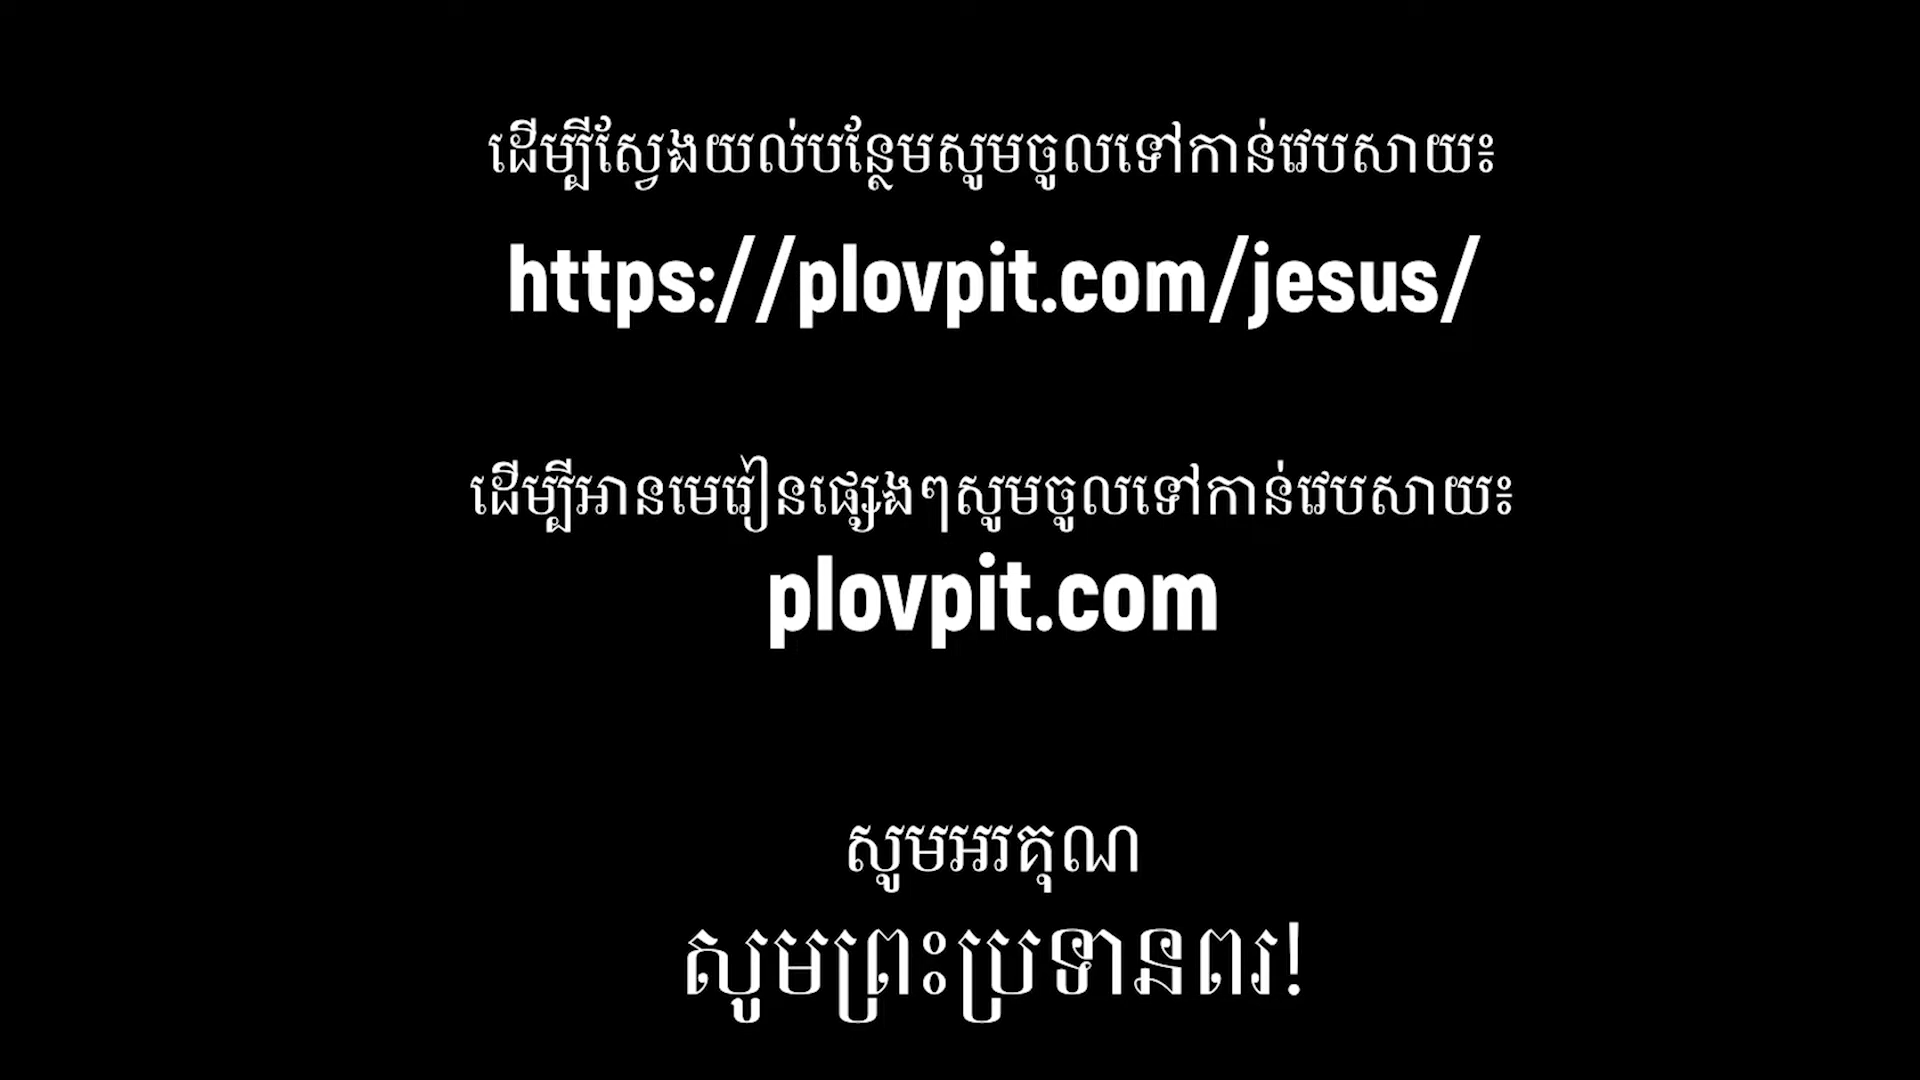 ដើម្បីស្វែងយល់បន្ថែមសូមចូលទៅកាន់វេបសាយ៖
https://plovpit.com/jesus/
ដើម្បីអានមេរៀនផ្សេងៗសូមចូលទៅកាន់វេបសាយ៖
plovpit.com
សូមអរគុណ
សូមព្រះប្រទានពរ!